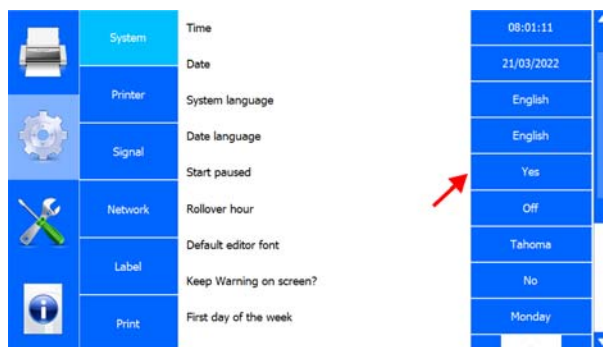 System
Printer
Signal
Network
Label
Print
Time 08:01:11
Date 21/03/2022
System language English
Date language English
Start paused Yes
Rollover hour Off
Default editor font Tahoma
Keep Warning on screen? No
First day of the week Monday